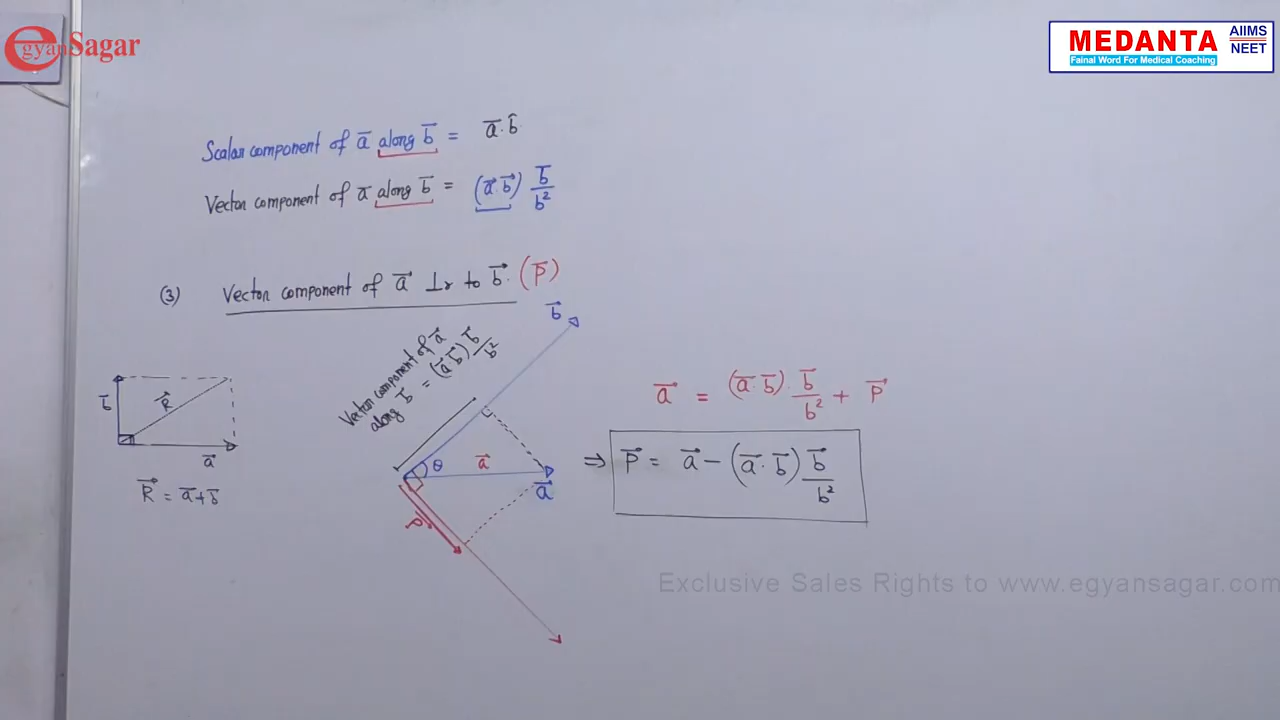 egyanSagar
MEDANTA
AIIMS
NEET
Fainal Word For Medical Coaching
Scalar component of a̅ along b̅ = a̅.b̂
Vector component of a̅ along b̅ = (a⃗.b⃗) b̅/b²
(3) Vector component of a⃗ ⊥r to b⃗. (P̅)
b⃗
Vector component of a⃗
along b̅ = (a̅.b̅) b̅/b²
b̅
R⃗
a⃗
R⃗ = a̅+b̅
θ
a⃗
a⃗
P⃗
a⃗ = (a̅.b̅).b̅/b² + P⃗
⇒ P⃗ = a⃗ - (a⃗.b⃗) b⃗/b²
Exclusive Sales Rights to www.egyansagar.com